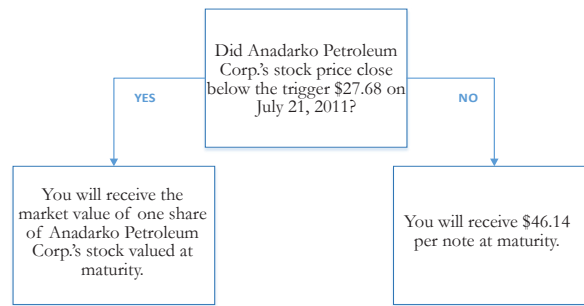 Did Anadarko Petroleum
Corp.'s stock price close
below the trigger $27.68 on
July 21, 2011?
YES
NO
You will receive the
market value of one share
of Anadarko Petroleum
Corp.'s stock valued at
maturity.
You will receive $46.14
per note at maturity.